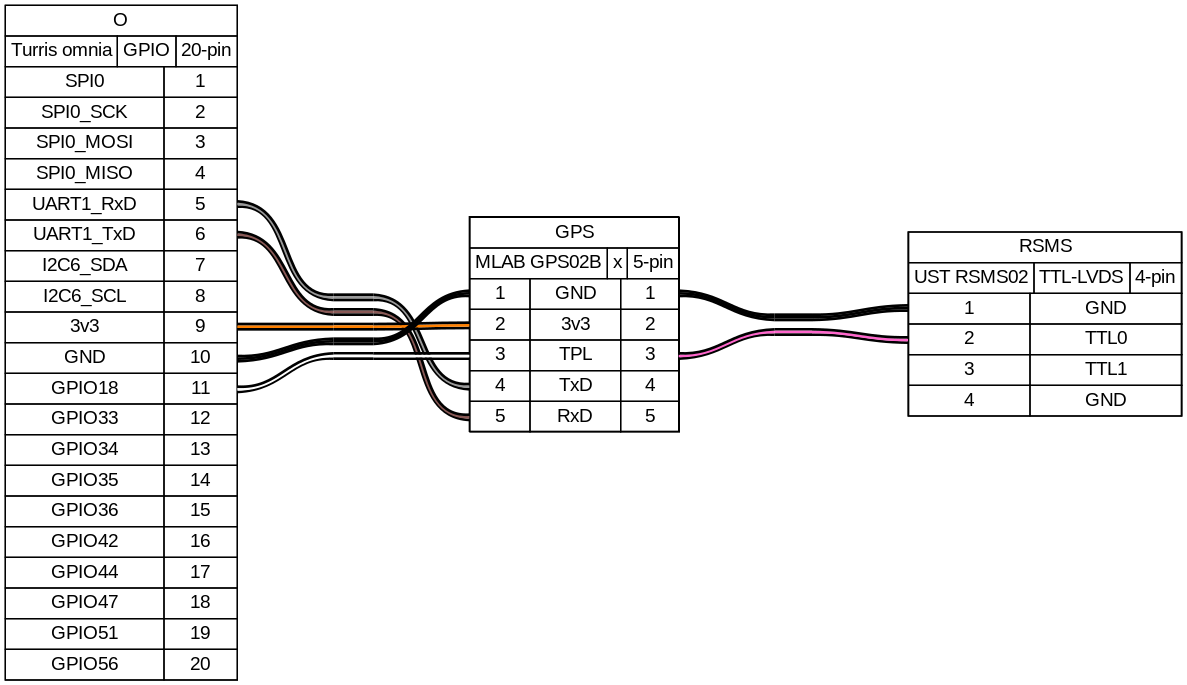 O
Turris omnia GPIO 20-pin
SPI0 1
SPI0_SCK 2
SPI0_MOSI 3
SPI0_MISO 4
UART1_RxD 5
UART1_TxD 6
I2C6_SDA 7
I2C6_SCL 8
3v3 9
GND 10
GPIO18 11
GPIO33 12
GPIO34 13
GPIO35 14
GPIO36 15
GPIO42 16
GPIO44 17
GPIO47 18
GPIO51 19
GPIO56 20
GPS
MLAB GPS02B x 5-pin
1 GND 1
2 3v3 2
3 TPL 3
4 TxD 4
5 RxD 5
RSMS
UST RSMS02 TTL-LVDS 4-pin
1 GND
2 TTL0
3 TTL1
4 GND